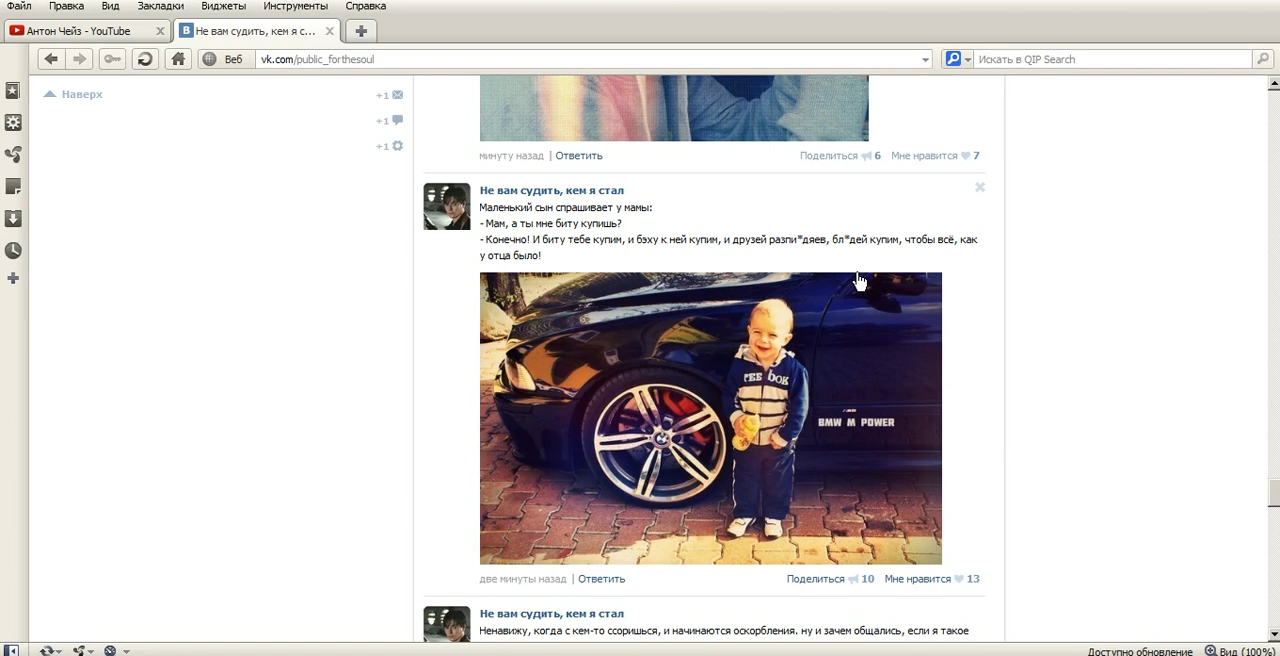 Файл Правка Вид Закладки Виджеты Инструменты Справка
Антон Чейз - YouTube
Не вам судить, кем я с...
Веб
vk.com/public_forthesoul
Искать в QIP Search
Наверх
+1
+1
+1
минуту назад | Ответить
Поделиться 6 Мне нравится 7
Не вам судить, кем я стал
Маленький сын спрашивает у мамы:
- Мам, а ты мне биту купишь?
- Конечно! И биту тебе купим, и бэху к ней купим, и друзей разпи*дяев, бл*дей купим, чтобы всё, как
у отца было!
REEBOK
BMW M POWER
две минуты назад | Ответить
Поделиться 10 Мне нравится 13
Не вам судить, кем я стал
Ненавижу, когда с кем-то ссоришься, и начинаются оскорбления. ну и зачем общались, если я такое
Доступно обновление
Вид (100%)